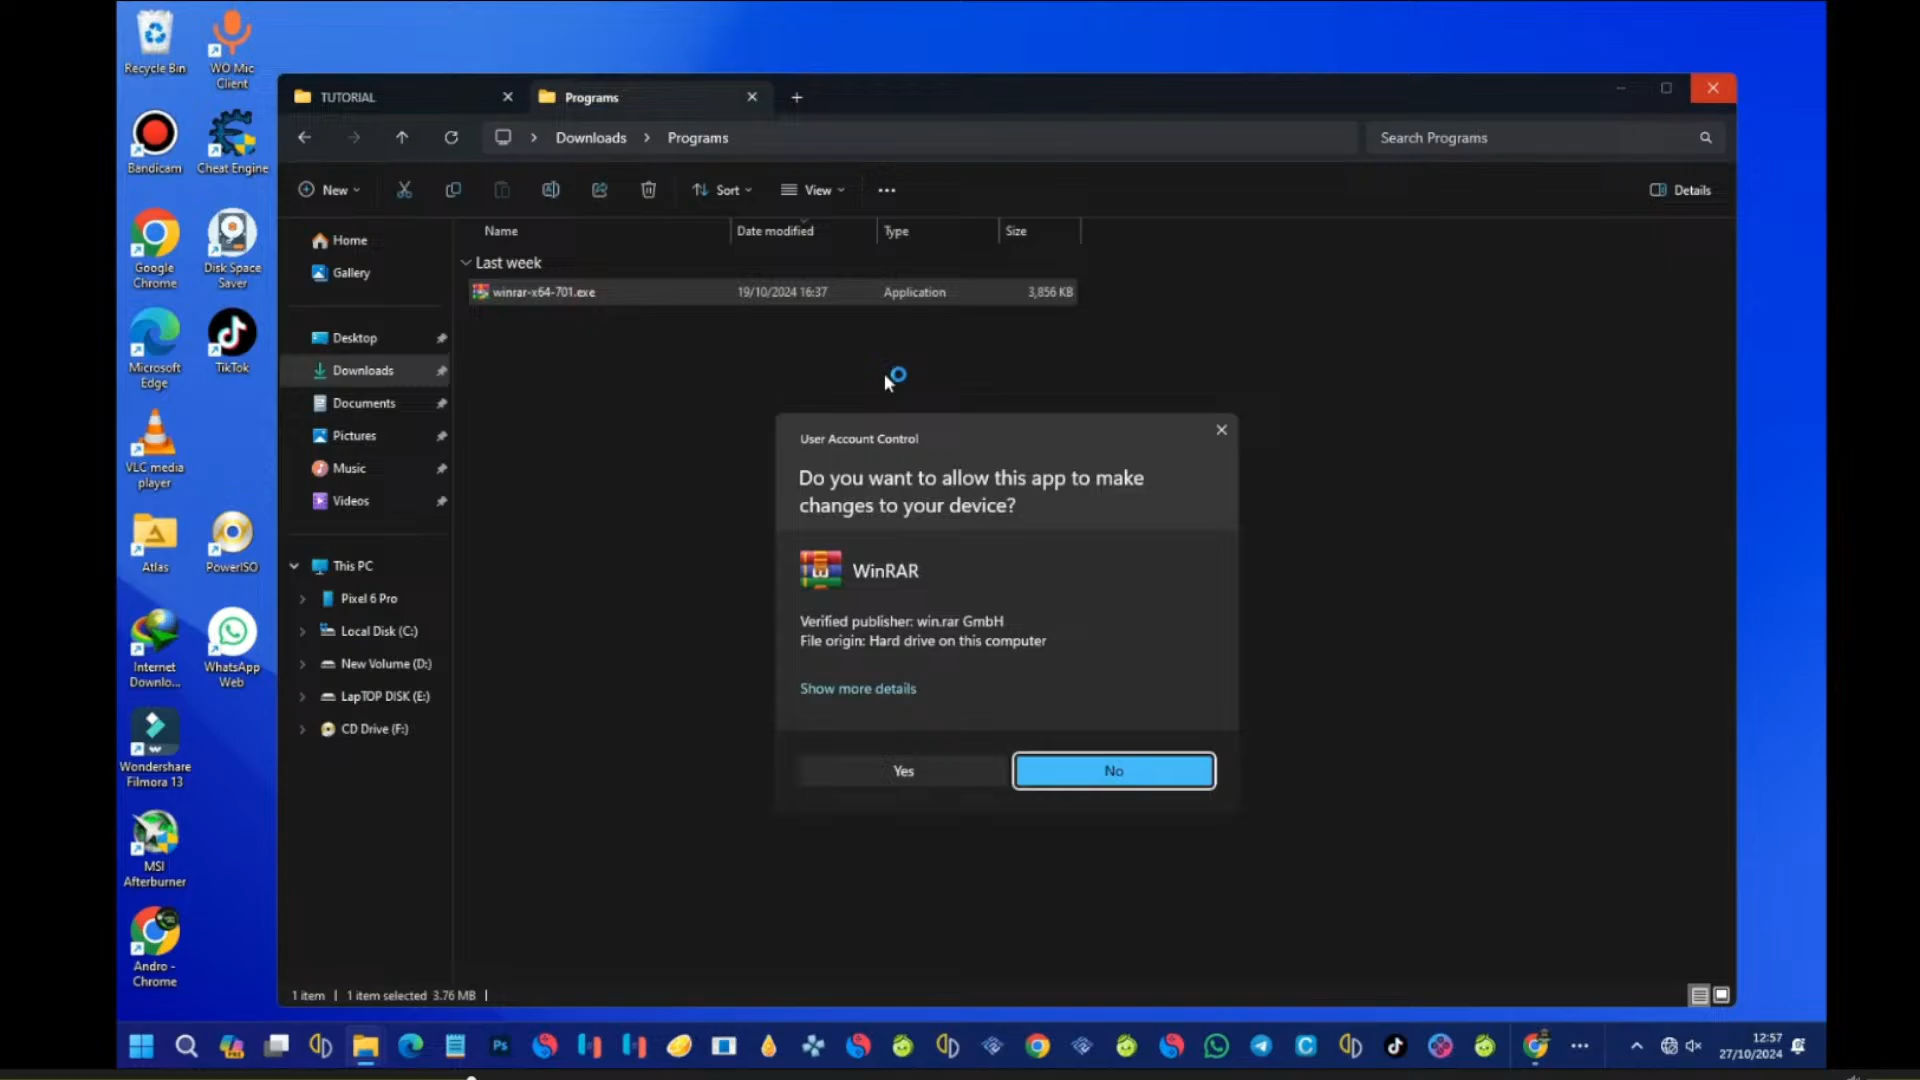 Recycle Bin
WO Mic
Client
Bandicam
Cheat Engine
Google
Chrome
Disk Space
Saver
Microsoft
Edge
TikTok
VLC media
player
Atlas
PowerISO
Internet
Downlo...
WhatsApp
Web
Wondershare
Filmora 13
MSI
Afterburner
Andro -
Chrome
TUTORIAL
Programs
Downloads > Programs
Search Programs
New
Sort
View
Details
Name
Date modified
Type
Size
Last week
winrar-x64-701.exe 19/10/2024 16:37 Application 3,856 KB
Home
Gallery
Desktop
Downloads
Documents
Pictures
Music
Videos
This PC
Pixel 6 Pro
Local Disk (C:)
New Volume (D:)
LapTOP DISK (E:)
CD Drive (F:)
User Account Control
Do you want to allow this app to make
changes to your device?
WinRAR
Verified publisher: win.rar GmbH
File origin: Hard drive on this computer
Show more details
Yes
No
1 item | 1 item selected 3.76 MB |
Ps
12:57
27/10/2024